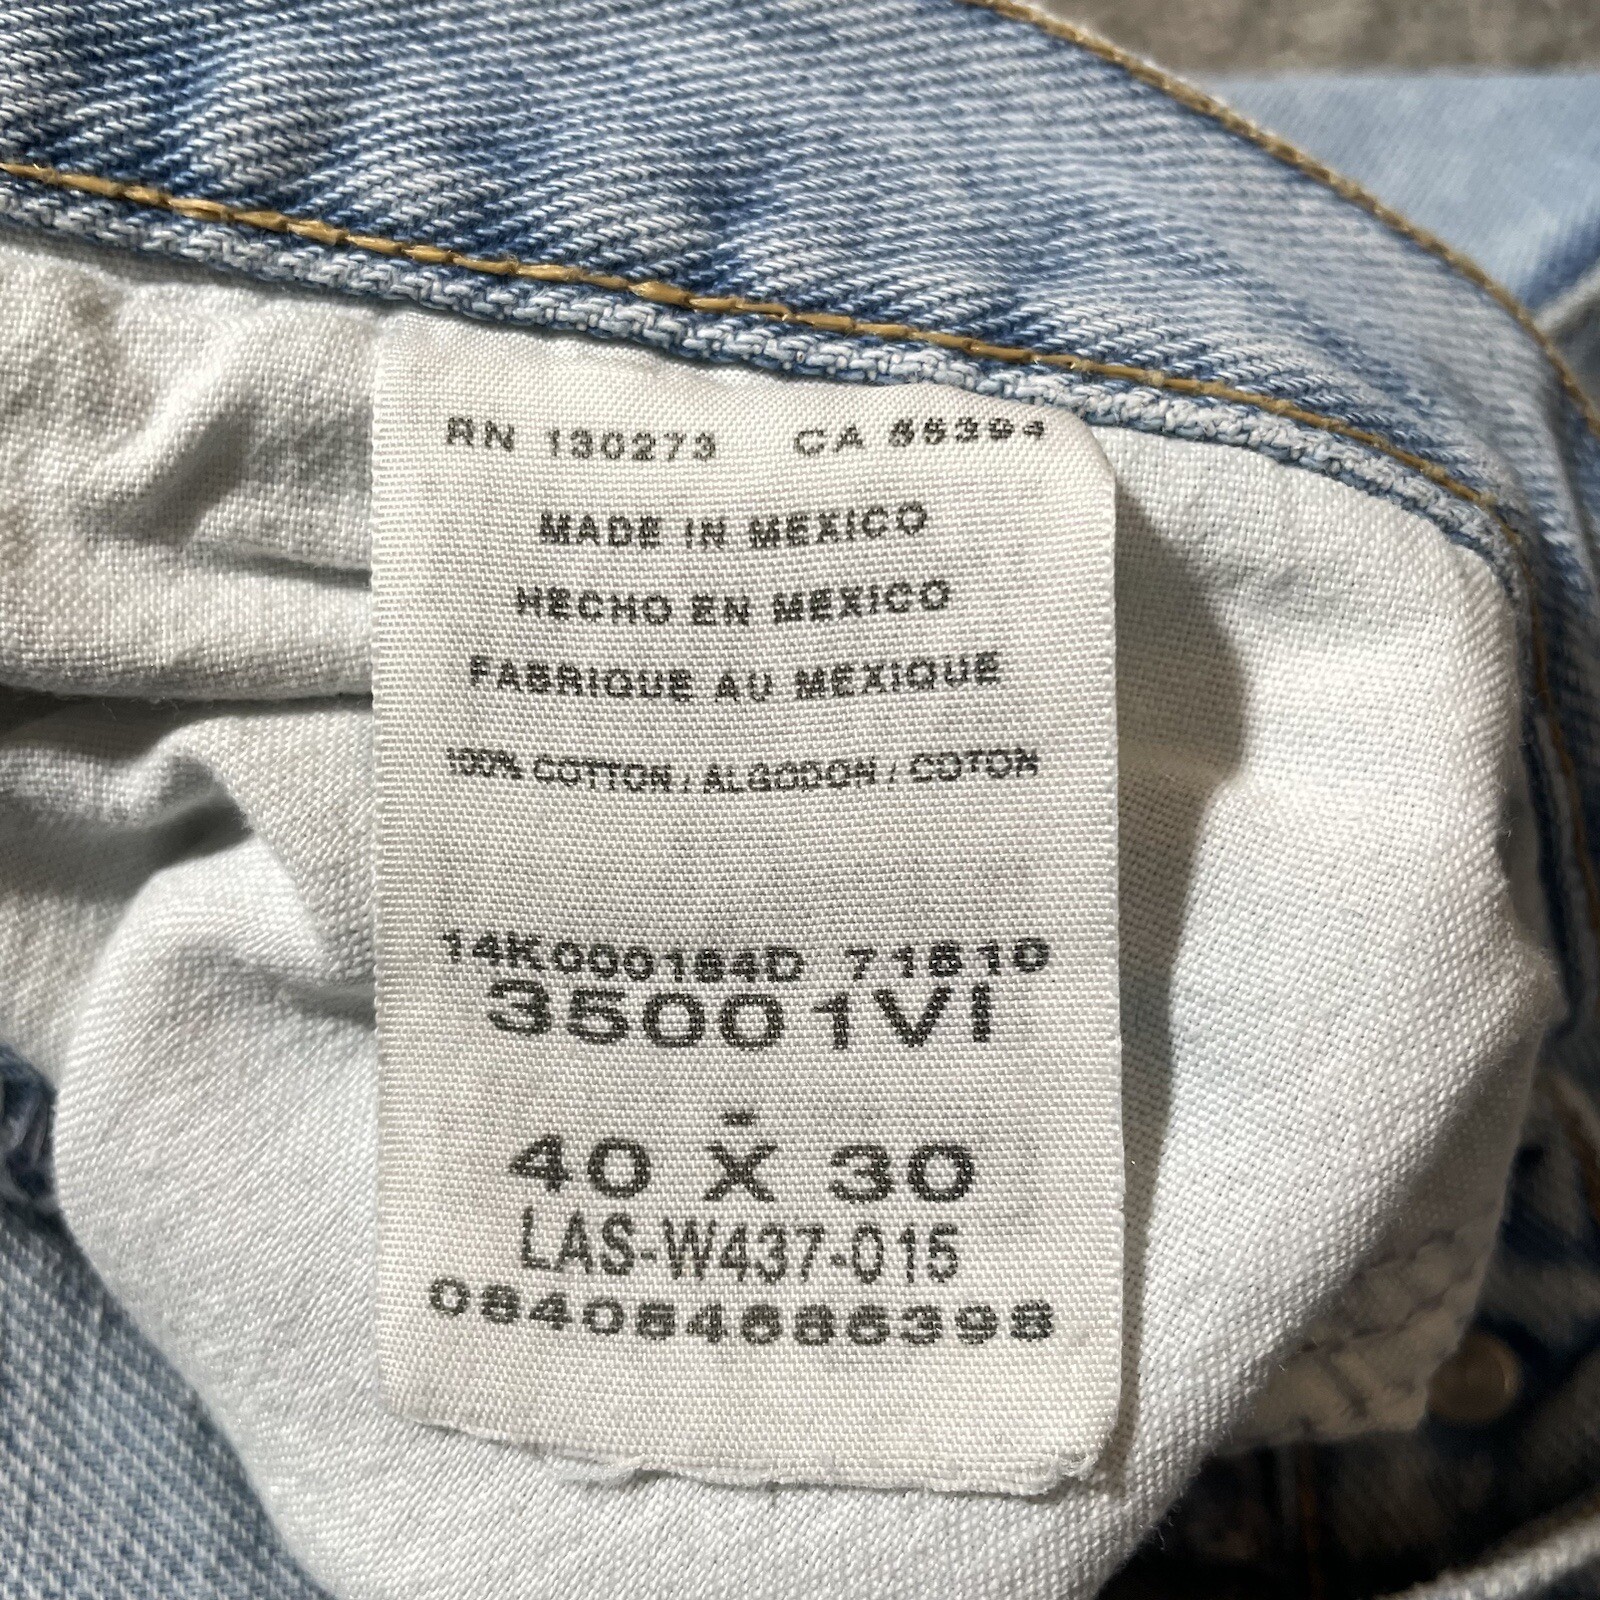 RN 130273 CA 55394
MADE IN MEXICO
HECHO EN MEXICO
FABRIQUE AU MEXIQUE
100% COTTON / ALGODON / COTON
14K000184D 71810
35001VI
-
40 X 30
LAS-W437-015